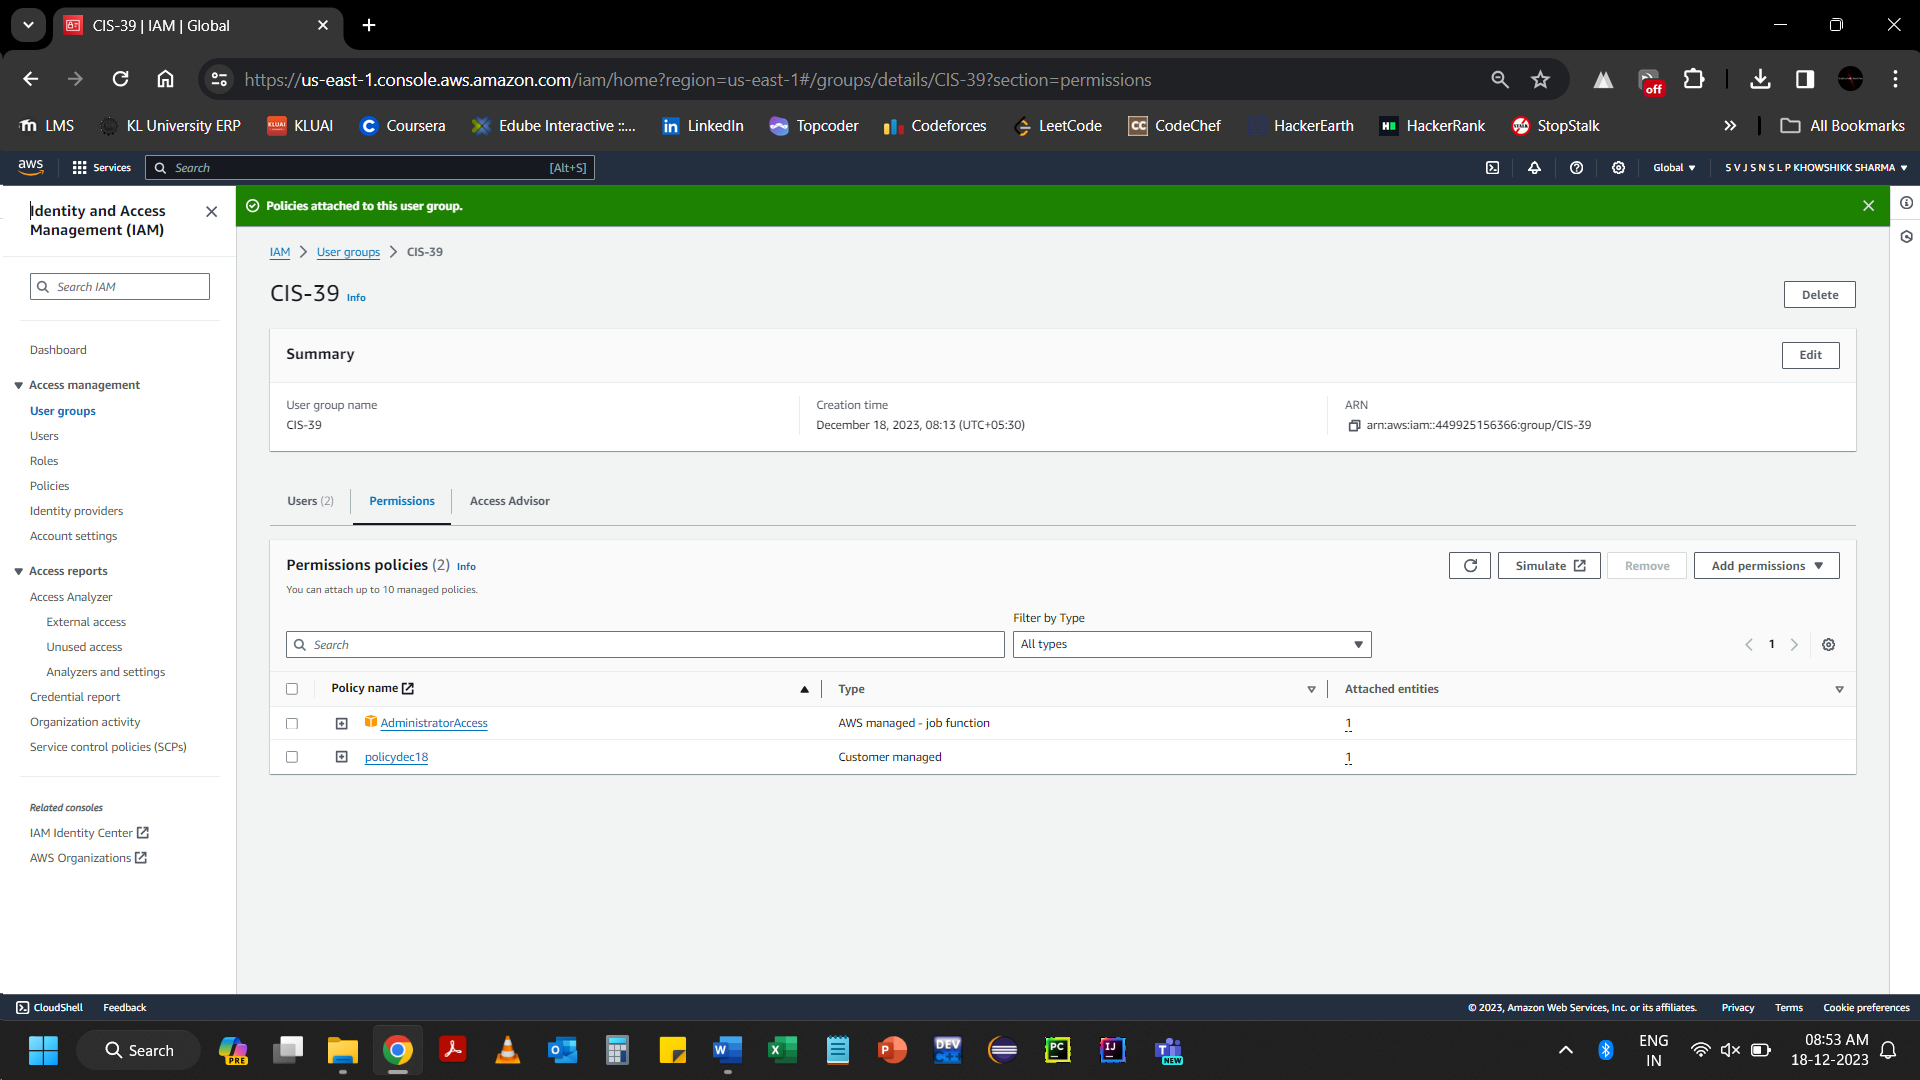 CIS-39 | IAM | Global
https://us-east-1.console.aws.amazon.com/iam/home?region=us-east-1#/groups/details/CIS-39?section=permissions
off
LMS
KL University ERP
KLUAI
KLUAI
Coursera
Edube Interactive ::...
LinkedIn
Topcoder
Codeforces
LeetCode
CodeChef
HackerEarth
HackerRank
StopStalk
All Bookmarks
aws
Services
Search
[Alt+S]
Global
S V J S N S L P KHOWSHIKK SHARMA
Identity and Access
Management (IAM)
Search IAM
Dashboard
Access management
User groups
Users
Roles
Policies
Identity providers
Account settings
Access reports
Access Analyzer
External access
Unused access
Analyzers and settings
Credential report
Organization activity
Service control policies (SCPs)
Related consoles
IAM Identity Center
AWS Organizations
Policies attached to this user group.
IAM > User groups > CIS-39
CIS-39 Info
Delete
Summary
Edit
User group name
CIS-39
Creation time
December 18, 2023, 08:13 (UTC+05:30)
ARN
arn:aws:iam::449925156366:group/CIS-39
Users (2)
Permissions
Access Advisor
Permissions policies (2) Info
You can attach up to 10 managed policies.
Simulate
Remove
Add permissions
Filter by Type
Search
All types
1
Policy name
Type
Attached entities
AdministratorAccess
AWS managed - job function
1
policydec18
Customer managed
1
CloudShell
Feedback
© 2023, Amazon Web Services, Inc. or its affiliates.
Privacy
Terms
Cookie preferences
Search
PRE
DEV
C++
PC
IJ
NEW
ENG
IN
08:53 AM
18-12-2023